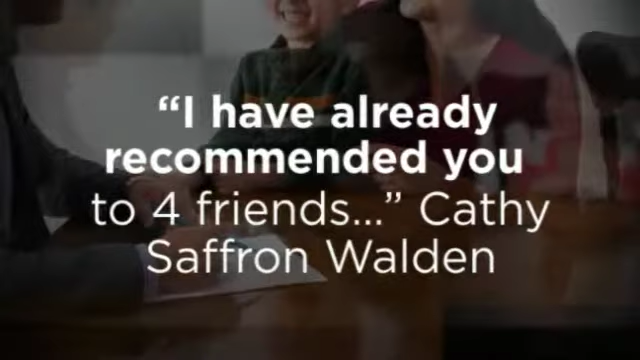 “I have already
recommended you
to 4 friends...” Cathy
Saffron Walden